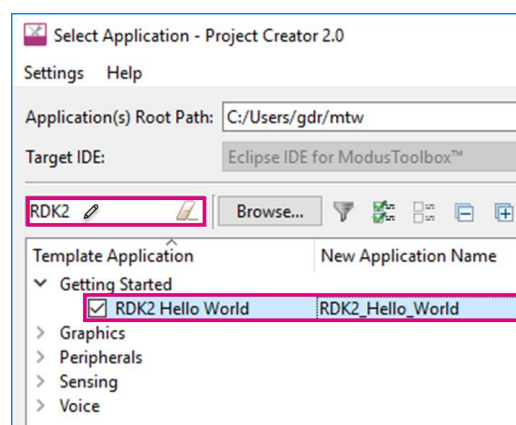 Select Application - Project Creator 2.0
Settings Help
Application(s) Root Path: C:/Users/gdr/mtw
Target IDE: Eclipse IDE for ModusToolbox™
RDK2 Browse...
Template Application New Application Name
Getting Started
RDK2 Hello World RDK2_Hello_World
Graphics
Peripherals
Sensing
Voice